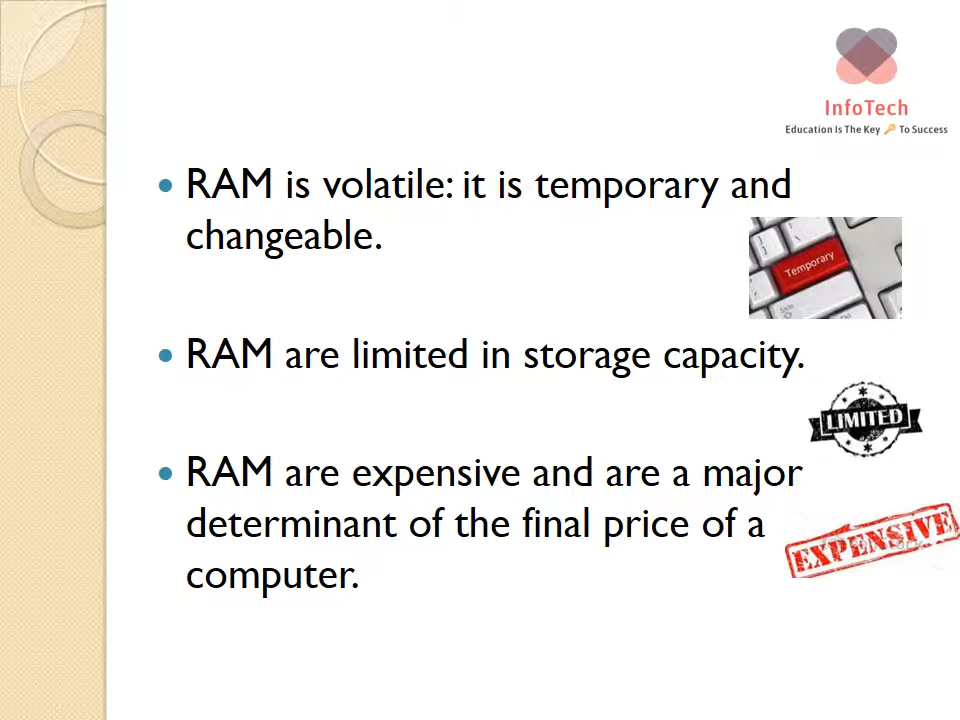 InfoTech
Education Is The Key 🔑 To Success
• RAM is volatile: it is temporary and
changeable.
Temporary
• RAM are limited in storage capacity.
LIMITED
• RAM are expensive and are a major
determinant of the final price of a
computer.
EXPENSIVE